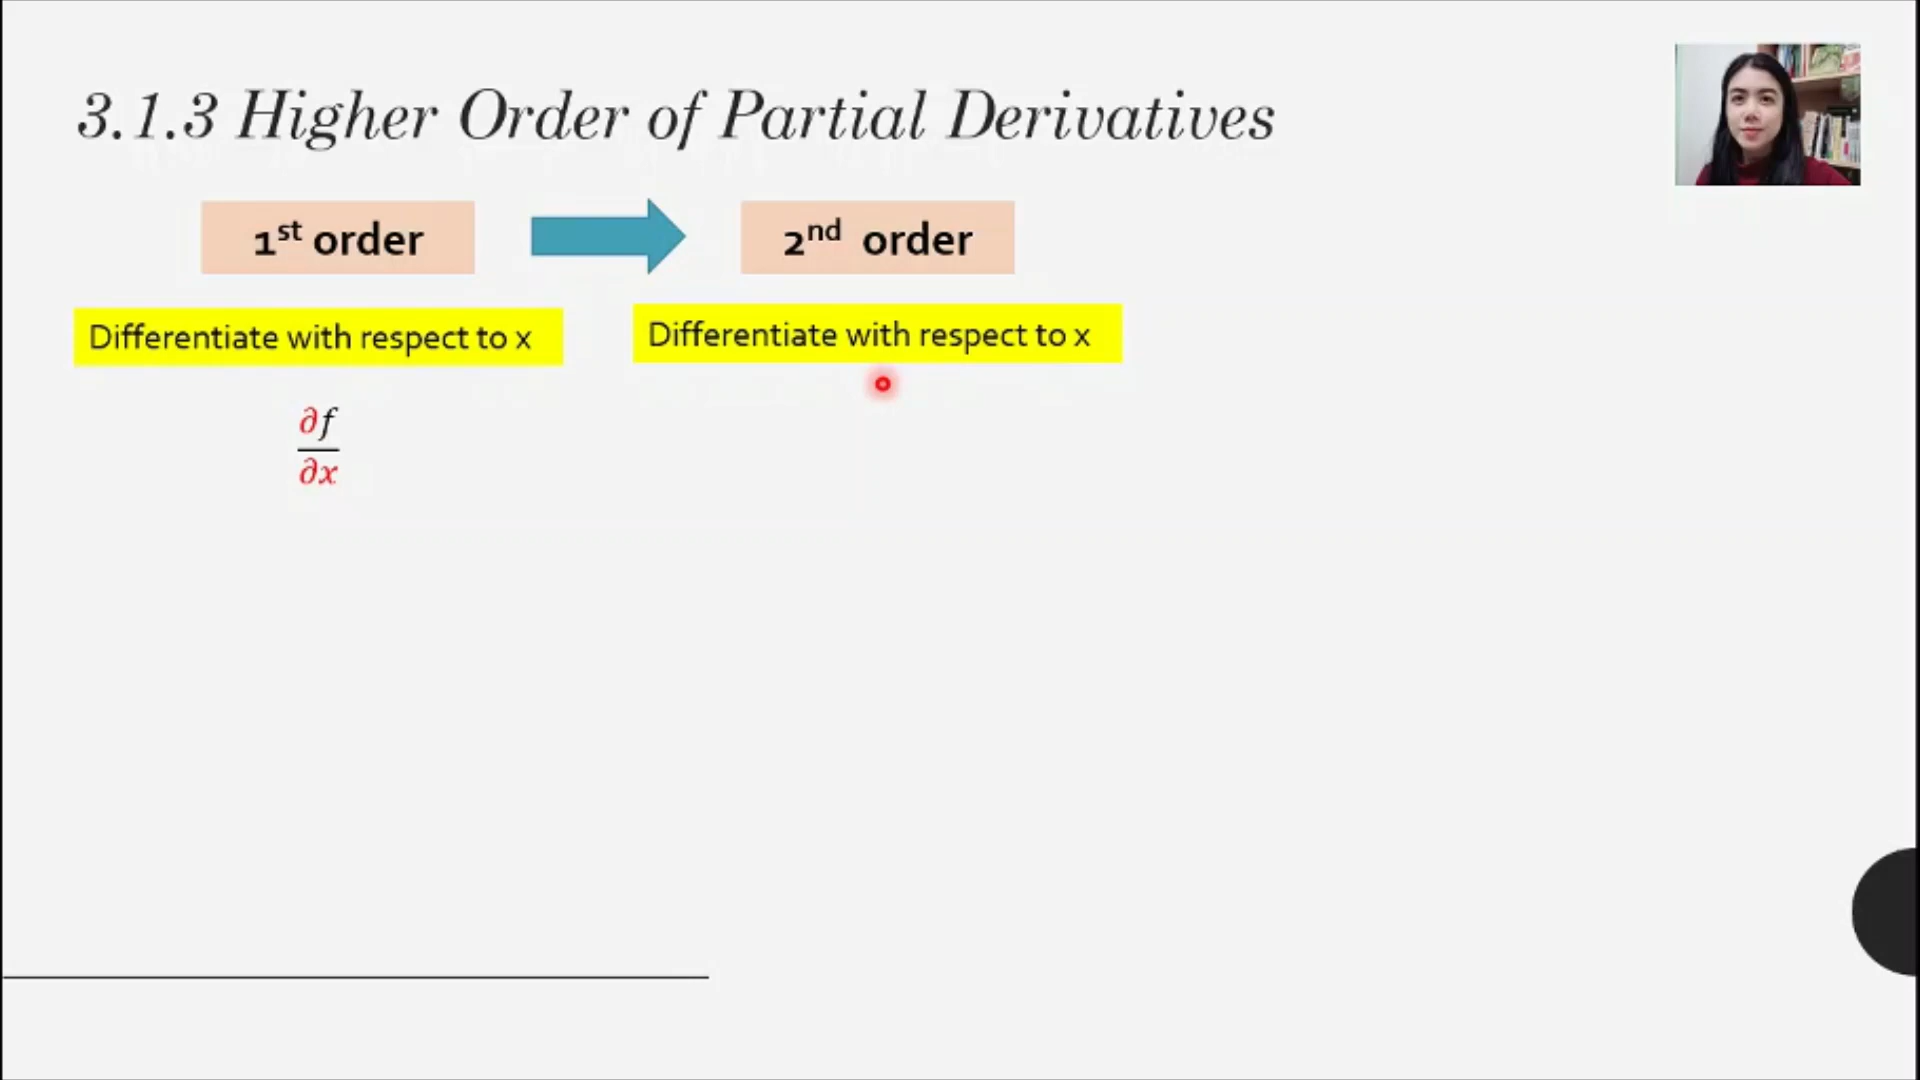 3.1.3 Higher Order of Partial Derivatives
1st order
2nd order
Differentiate with respect to x
Differentiate with respect to x
∂f
∂x